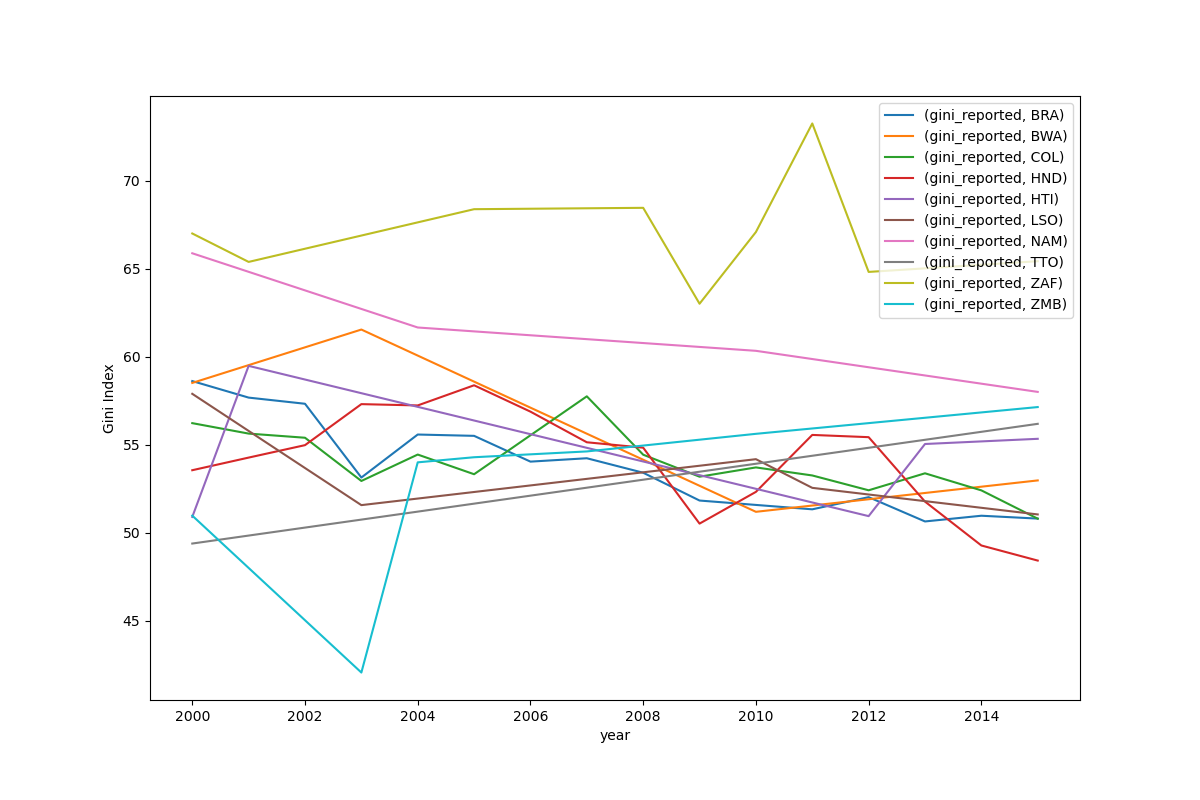 (gini_reported, BRA)
(gini_reported, BWA)
(gini_reported, COL)
(gini_reported, HND)
(gini_reported, HTI)
(gini_reported, LSO)
(gini_reported, NAM)
(gini_reported, TTO)
(gini_reported, ZAF)
(gini_reported, ZMB)
70
65
60
55
50
45
Gini Index
2000 2002 2004 2006 2008 2010 2012 2014
year